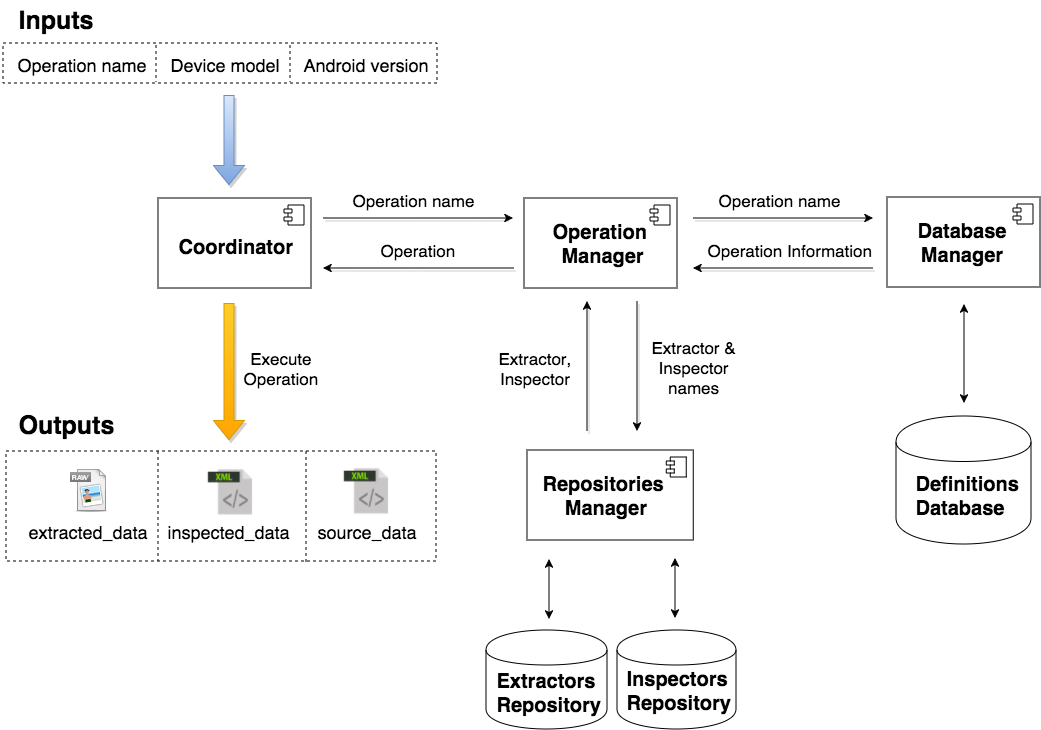 Inputs
Operation name
Device model
Android version
Operation name
Operation name
Coordinator
Operation
Manager
Database
Manager
Operation
Operation Information
Execute
Operation
Extractor,
Inspector
Extractor &
Inspector
names
Outputs
RAW
XML
XML
extracted_data
inspected_data
source_data
Repositories
Manager
Definitions
Database
Extractors
Repository
Inspectors
Repository